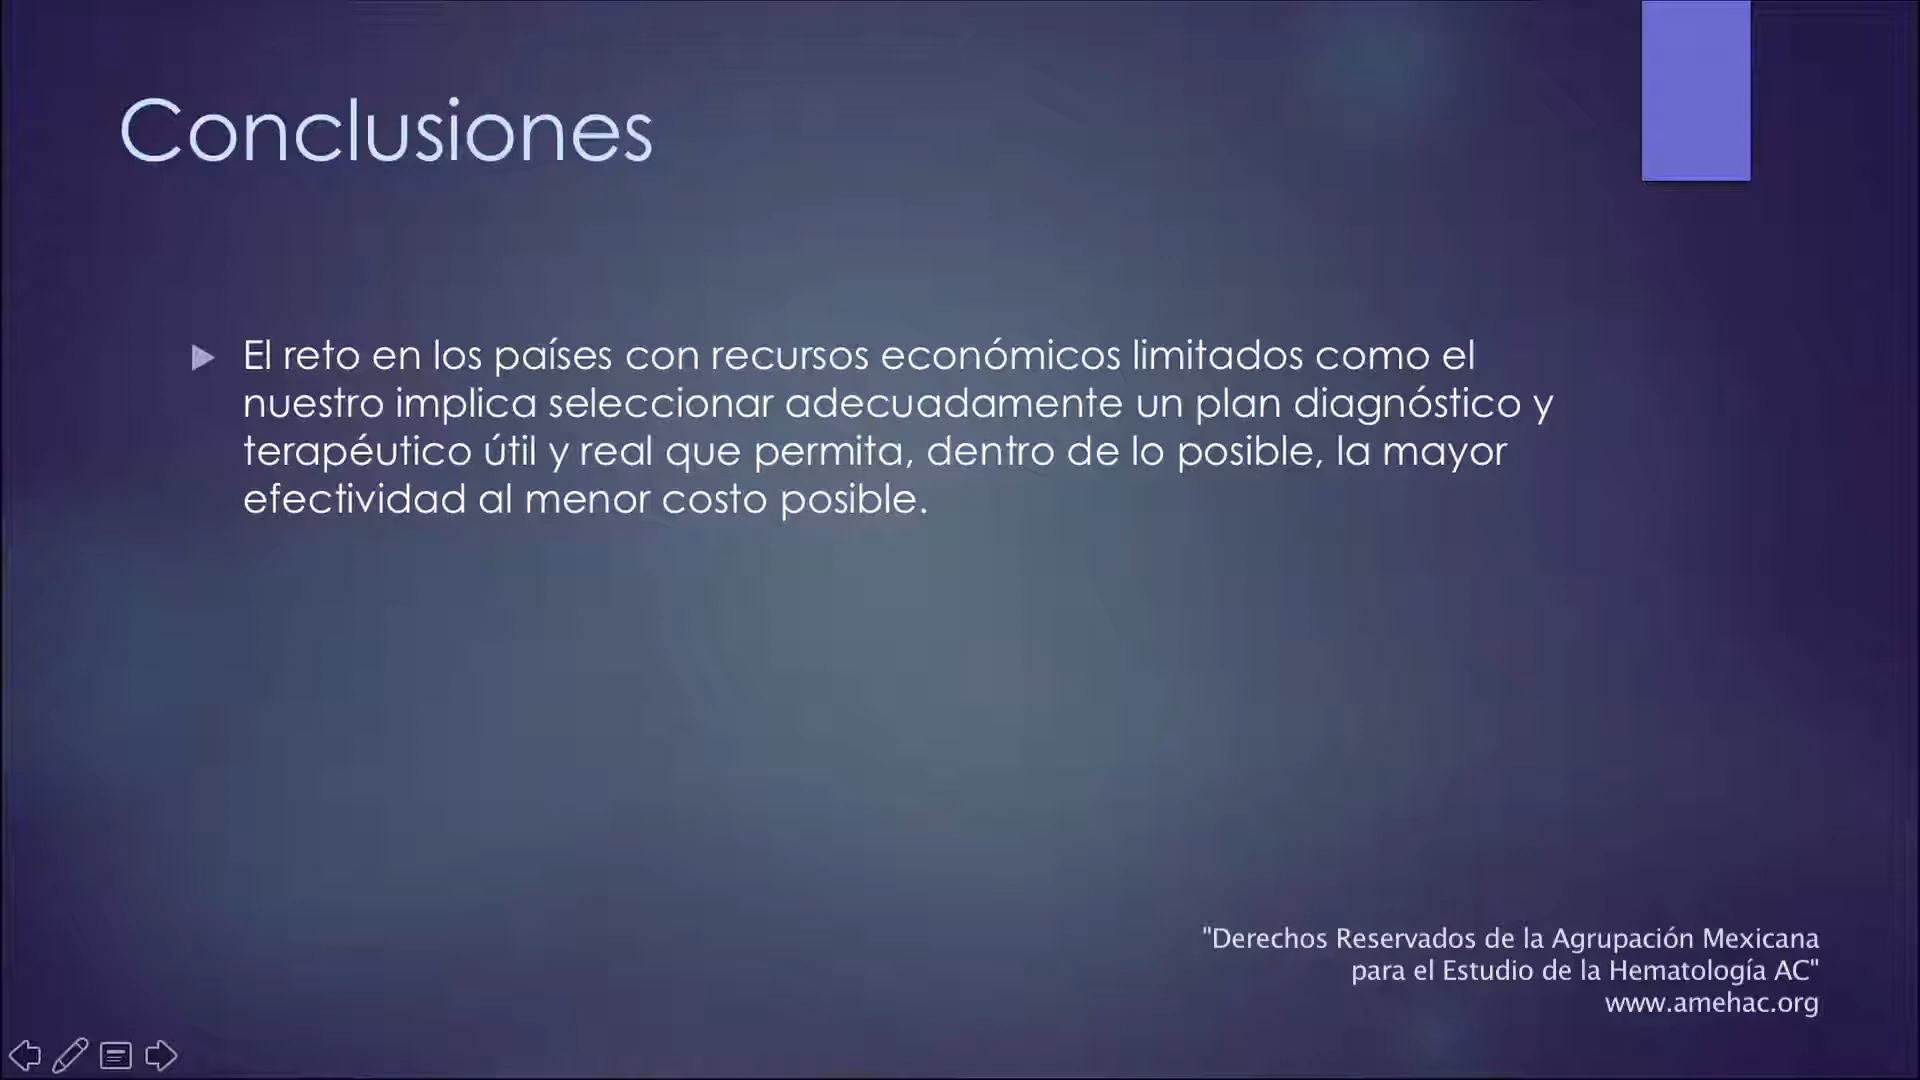 Conclusiones
El reto en los países con recursos económicos limitados como el
nuestro implica seleccionar adecuadamente un plan diagnóstico y
terapéutico útil y real que permita, dentro de lo posible, la mayor
efectividad al menor costo posible.
"Derechos Reservados de la Agrupación Mexicana
para el Estudio de la Hematología AC"
www.amehac.org